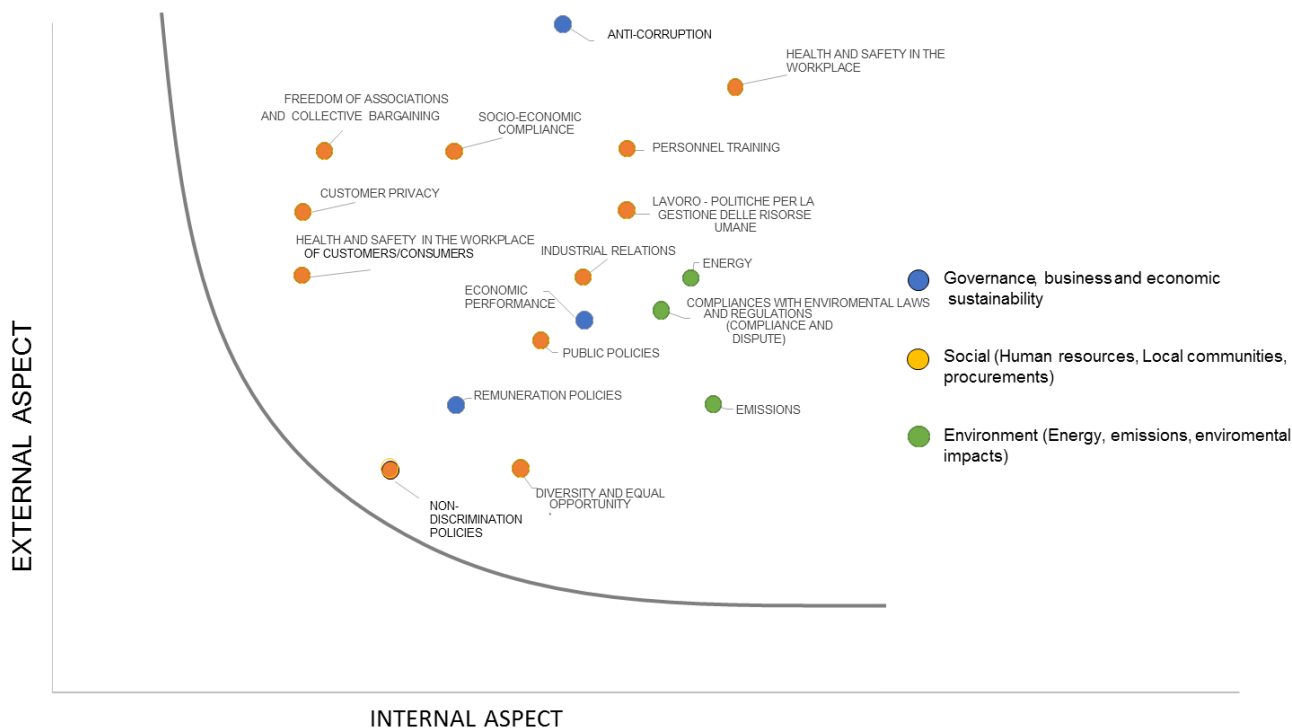 ANTI-CORRUPTION
HEALTH AND SAFETY IN THE
WORKPLACE
FREEDOM OF ASSOCIATIONS
AND COLLECTIVE BARGAINING
SOCIO-ECONOMIC
COMPLIANCE
PERSONNEL TRAINING
CUSTOMER PRIVACY
LAVORO - POLITICHE PER LA
GESTIONE DELLE RISORSE
UMANE
HEALTH AND SAFETY IN THE WORKPLACE
OF CUSTOMERS/CONSUMERS
INDUSTRIAL RELATIONS
ENERGY
ECONOMIC
PERFORMANCE
COMPLIANCES WITH ENVIROMENTAL LAWS
AND REGULATIONS
(COMPLIANCE AND
DISPUTE)
PUBLIC POLICIES
REMUNERATION POLICIES
EMISSIONS
DIVERSITY AND EQUAL
OPPORTUNITY
NON-
DISCRIMINATION
POLICIES
Governance, business and economic
sustainability
Social (Human resources, Local communities,
procurements)
Environment (Energy, emissions, enviromental
impacts)
EXTERNAL ASPECT
INTERNAL ASPECT